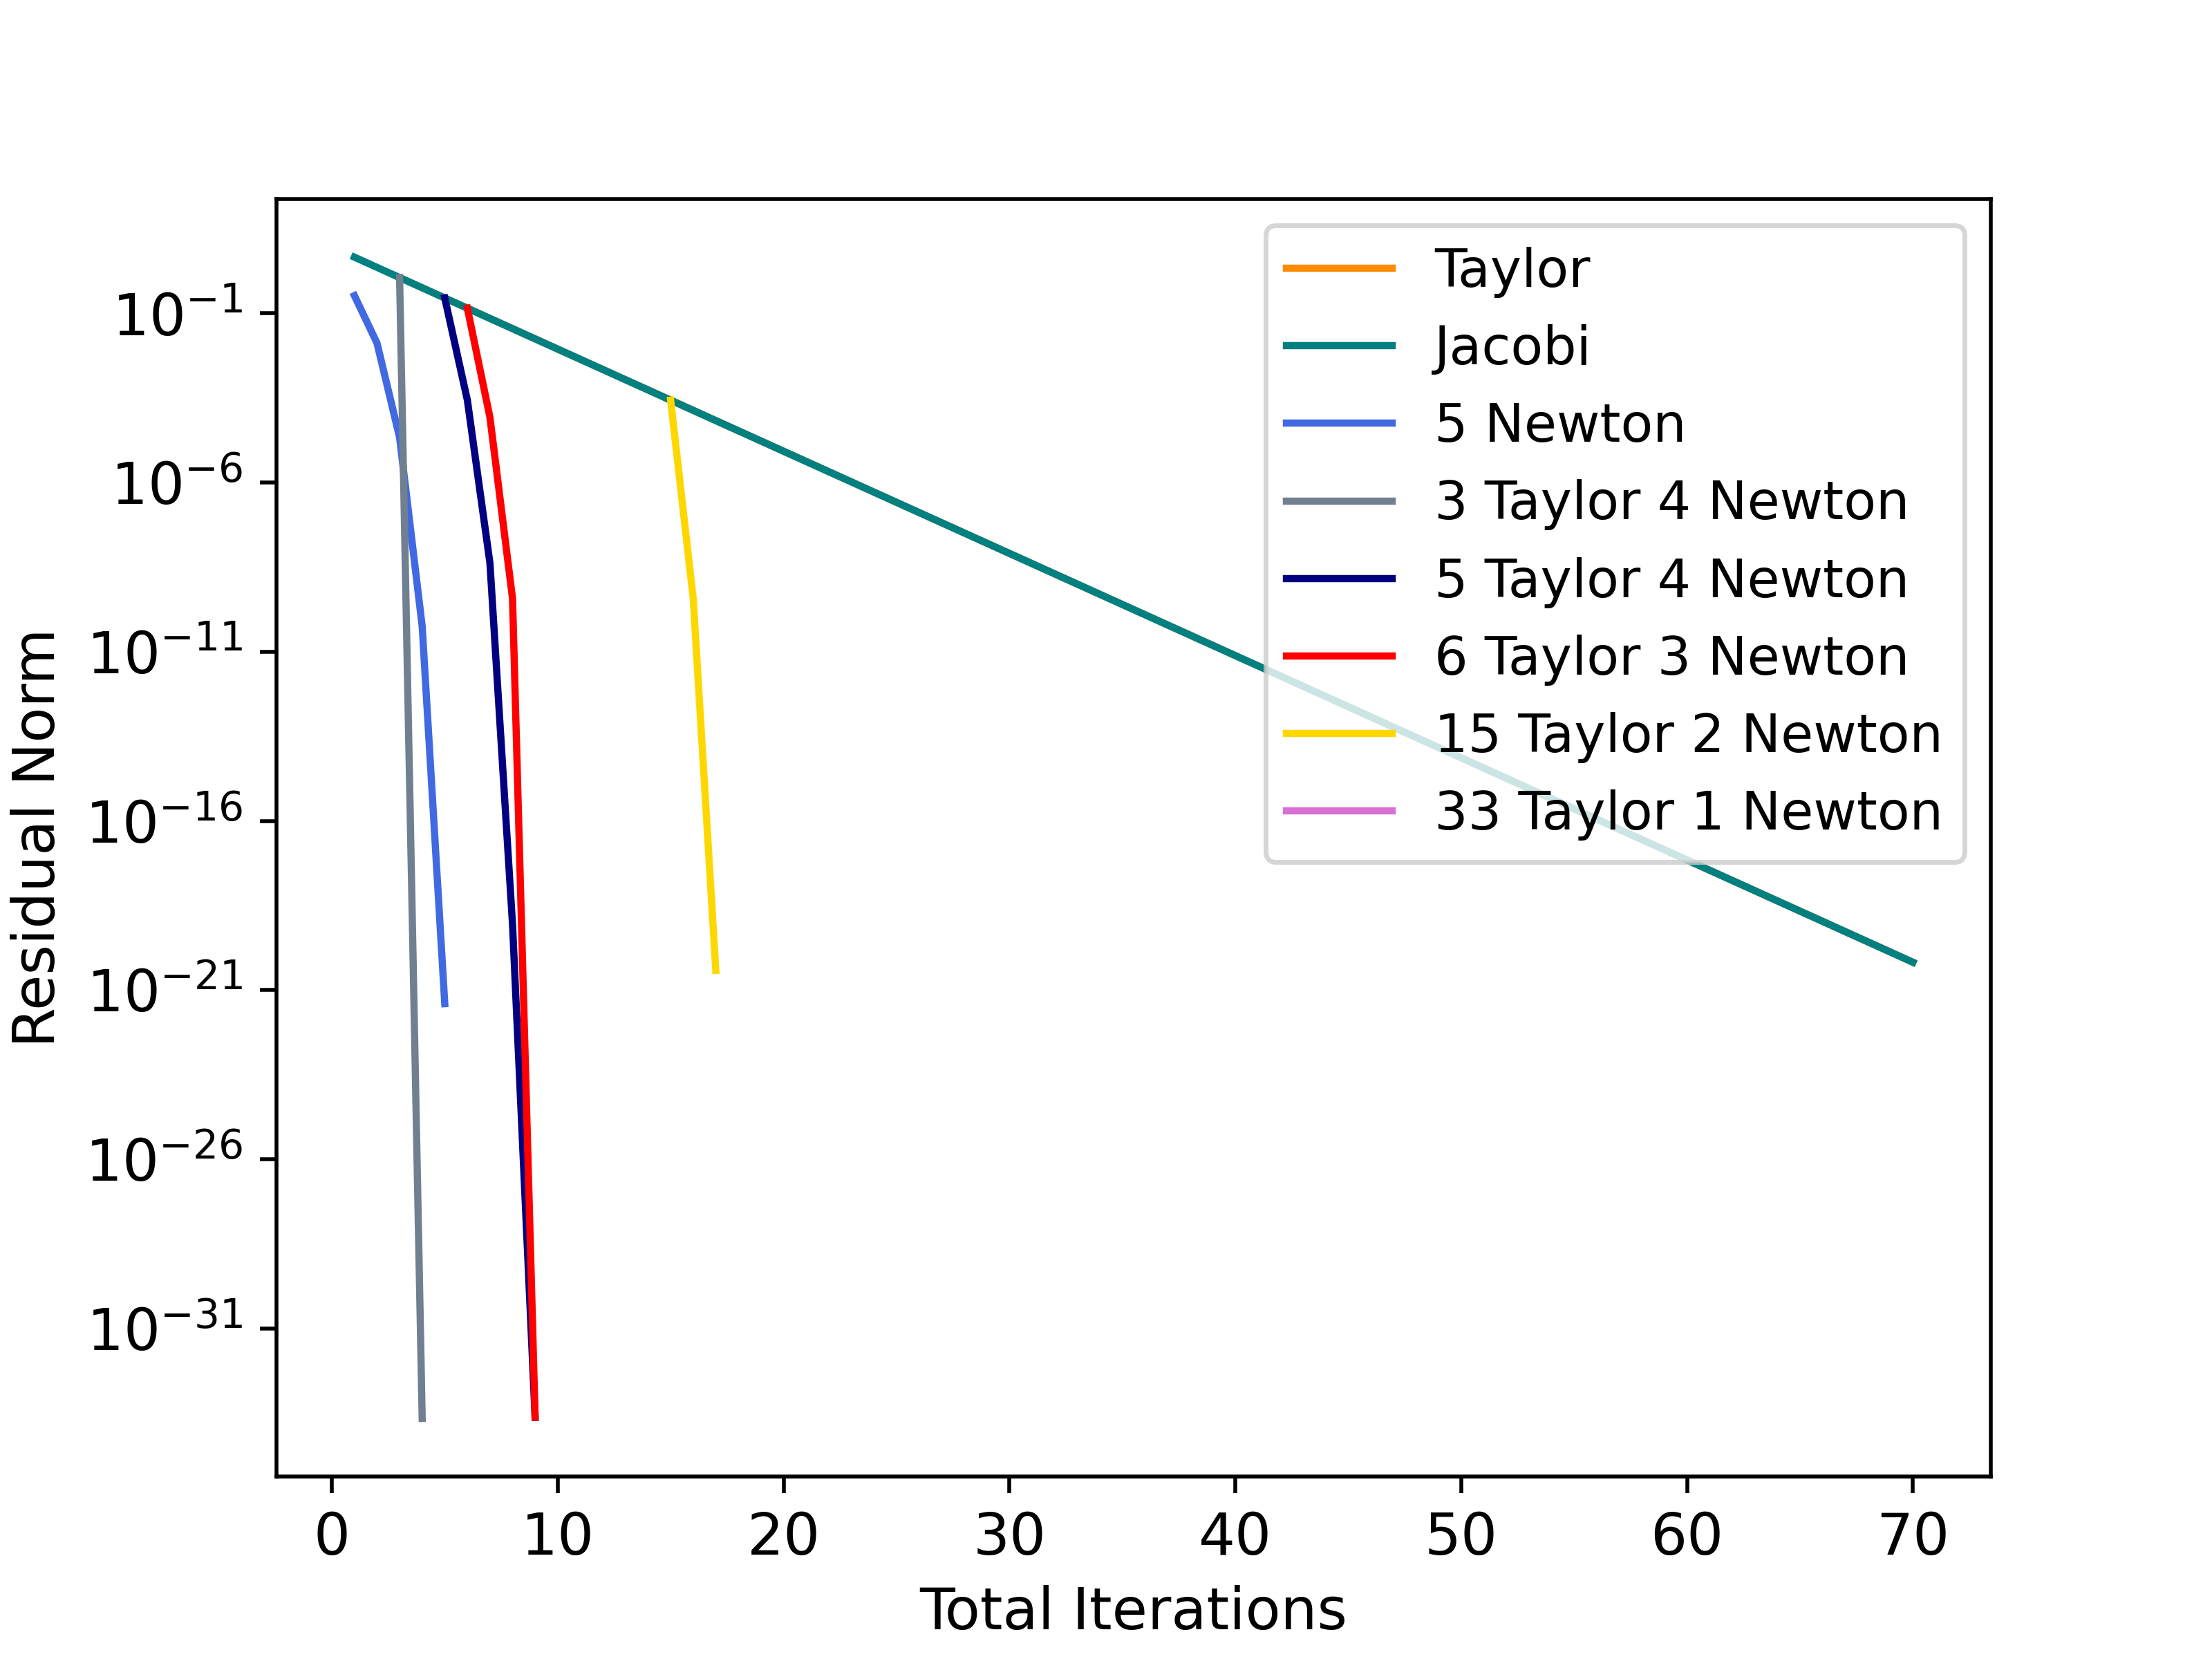 Residual Norm
10−1
10−6
10−11
10−16
10−21
10−26
10−31
Taylor
Jacobi
5 Newton
3 Taylor 4 Newton
5 Taylor 4 Newton
6 Taylor 3 Newton
15 Taylor 2 Newton
33 Taylor 1 Newton
0 10 20 30 40 50 60 70
Total Iterations